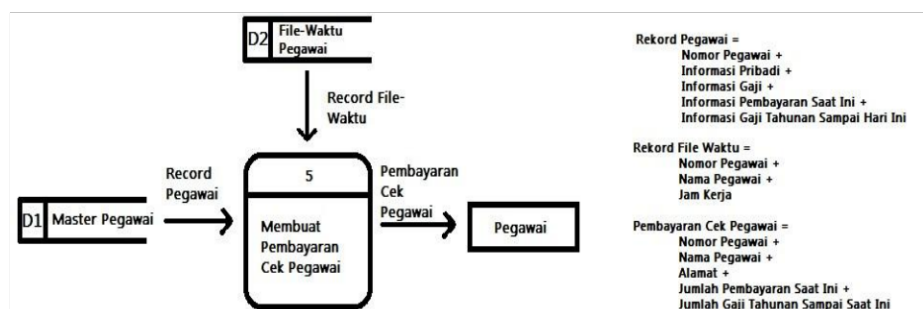 D2
File-Waktu
Pegawai
Record File-
Waktu
Record
Pegawai
D1
Master Pegawai
5
Membuat
Pembayaran
Cek Pegawai
Pembayaran
Cek
Pegawai
Pegawai
Rekord Pegawai =
Nomor Pegawai +
Informasi Pribadi +
Informasi Gaji +
Informasi Pembayaran Saat Ini +
Informasi Gaji Tahunan Sampai Hari Ini
Rekord File Waktu =
Nomor Pegawai +
Nama Pegawai +
Jam Kerja
Pembayaran Cek Pegawai =
Nomor Pegawai +
Nama Pegawai +
Alamat +
Jumlah Pembayaran Saat Ini +
Jumlah Gaji Tahunan Sampai Saat Ini